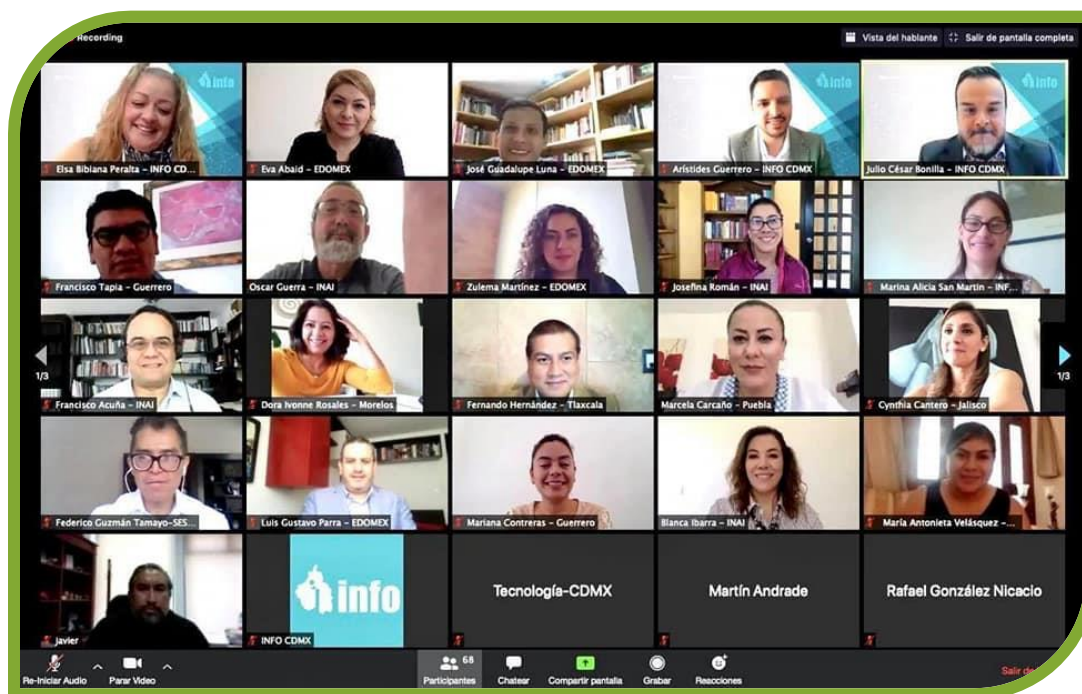 Recording
Vista del hablante
Salir de pantalla completa
info
info
info
Elsa Bibiana Peralta - INFO CD...
Eva Abaid - EDOMEX
José Guadalupe Luna - EDOMEX
Arístides Guerrero - INFO CDMX
Julio César Bonilla - INFO CDMX
Francisco Tapia - Guerrero
Oscar Guerra - INAI
Zulema Martínez - EDOMEX
Josefina Román - INAI
Marina Alicia San Martin - INF...
1/3
1/3
Francisco Acuña - INAI
Dora Ivonne Rosales - Morelos
Fernando Hernández - Tlaxcala
Marcela Carcaño - Puebla
Cynthia Cantero - Jalisco
Federico Guzmán Tamayo-SES...
Luis Gustavo Parra - EDOMEX
Mariana Contreras - Guerrero
Blanca Ibarra - INAI
María Antonieta Velásquez -...
info
Tecnología-CDMX
Martín Andrade
Rafael González Nicacio
Javier
INFO CDMX
Re-Iniciar Audio
Parar Video
68
Participantes
Chatear
Compartir pantalla
Grabar
Reacciones
Salir de